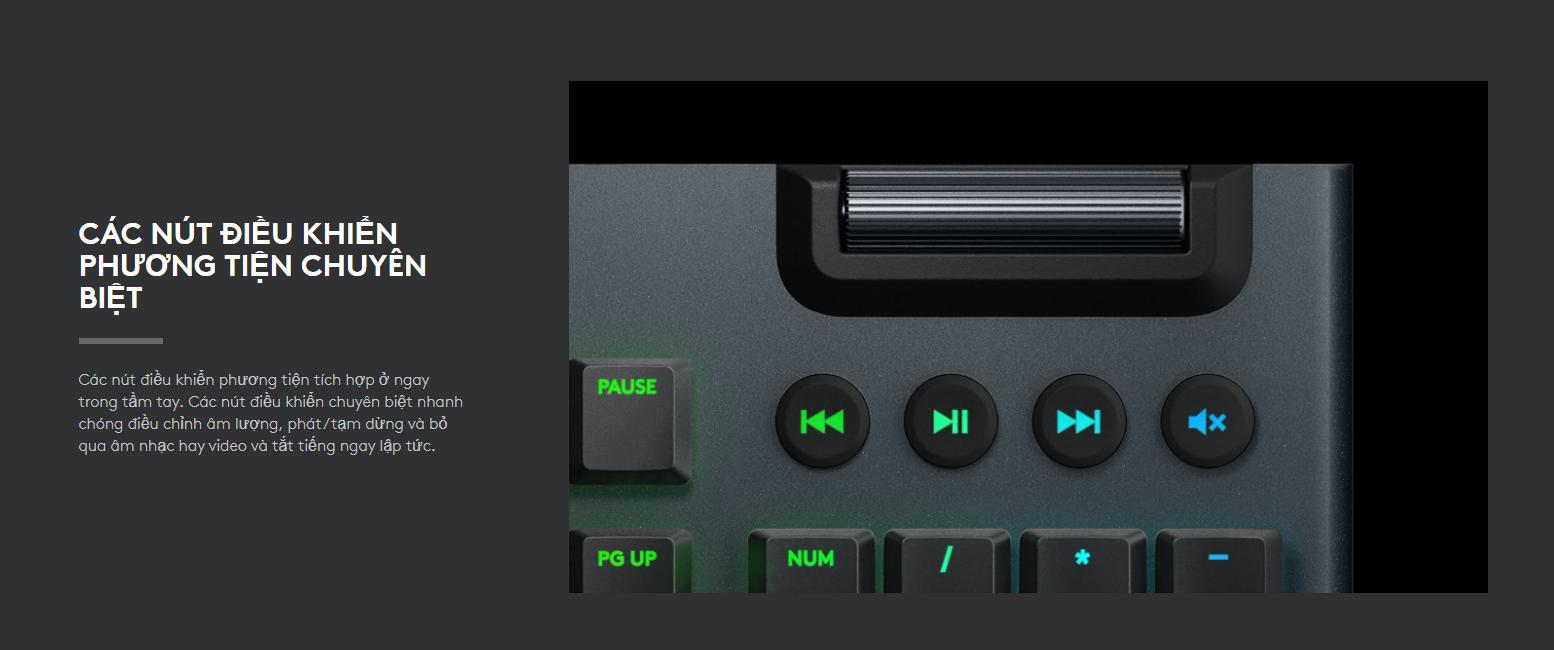 CÁC NÚT ĐIỀU KHIỂN
PHƯƠNG TIỆN CHUYÊN
BIỆT
Các nút điều khiển phương tiện tích hợp ở ngay
trong tầm tay. Các nút điều khiển chuyên biệt nhanh
chóng điều chỉnh âm lượng, phát/tạm dừng và bỏ
qua âm nhạc hay video và tắt tiếng ngay lập tức.
PAUSE
PG UP
NUM
/
*
-